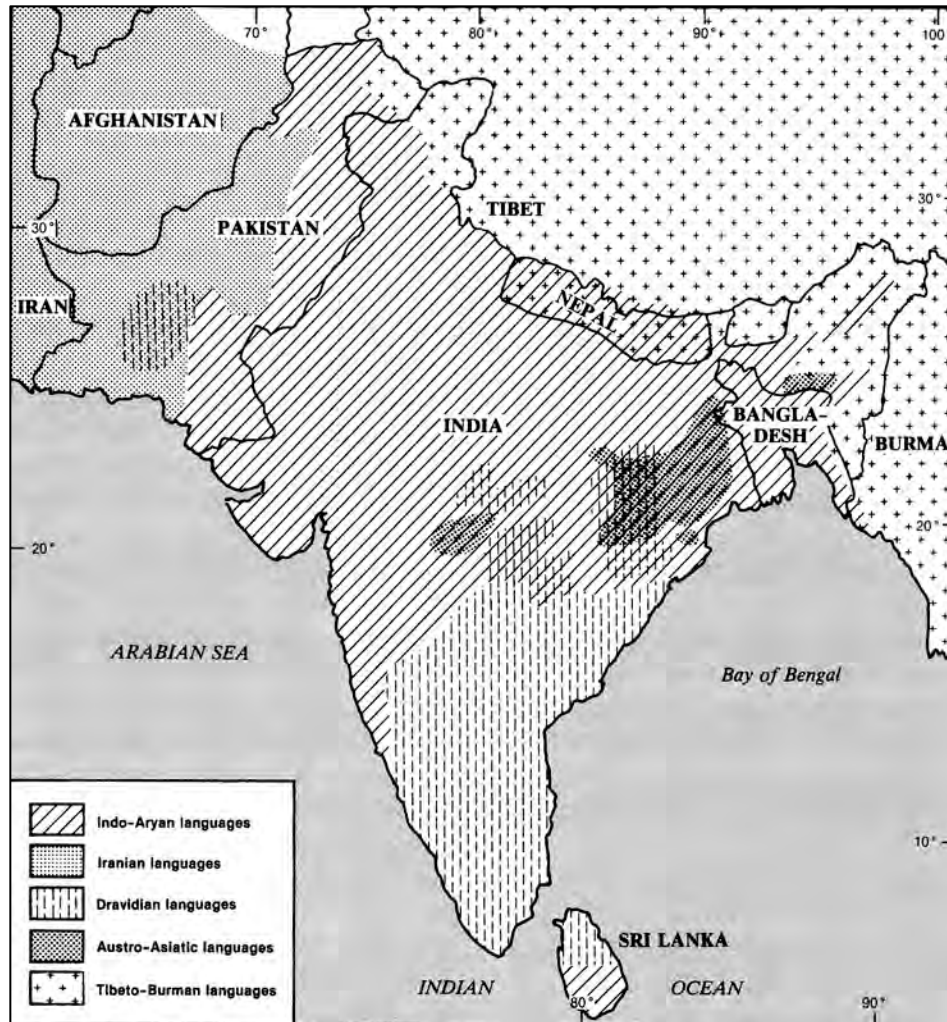 70°
80°
90°
100
AFGHANISTAN
30°
TIBET
PAKISTAN
30°
IRAN
NEPAL
INDIA
BANGLA-
DESH
BURMA
20°
20°
ARABIAN SEA
Bay of Bengal
Indo-Aryan languages
Iranian languages
10°
Dravidian languages
Austro-Asiatic languages
SRI LANKA
Tibeto-Burman languages
INDIAN
OCEAN
80°
90°